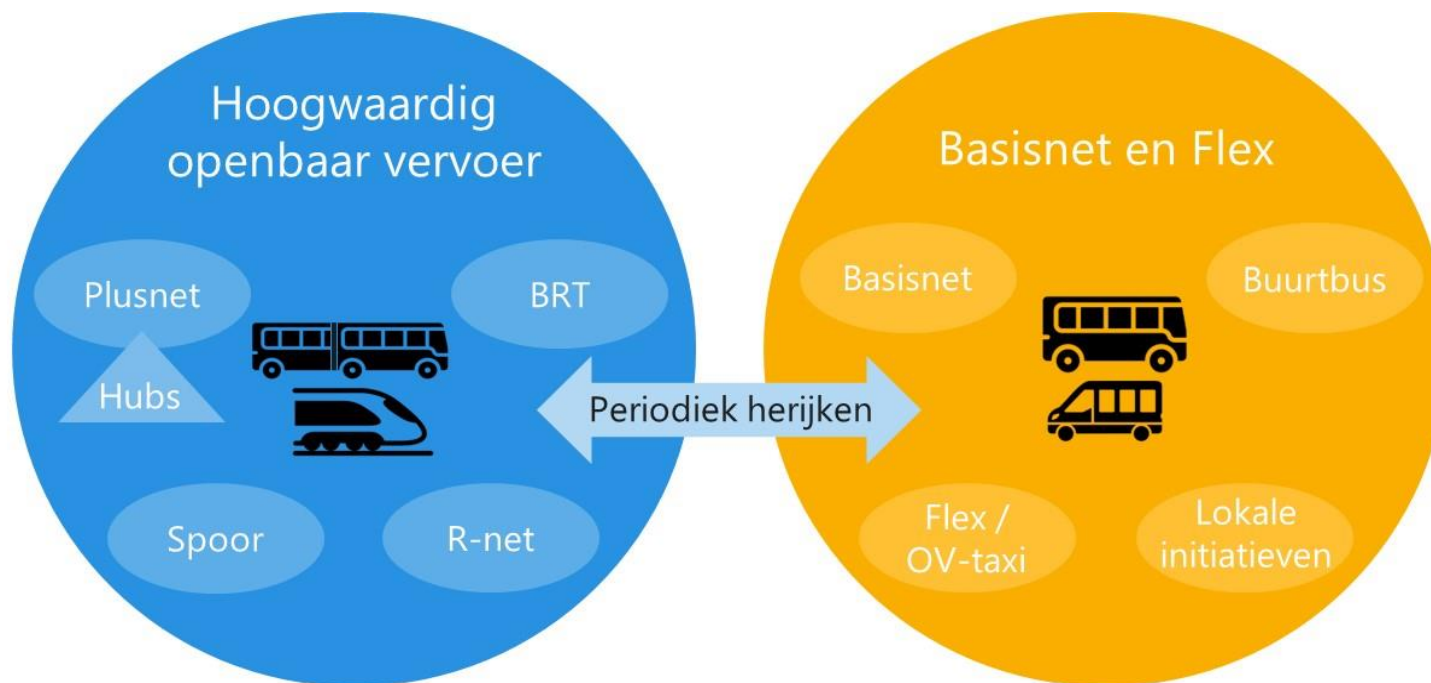 Hoogwaardig
openbaar vervoer
Plusnet
BRT
Hubs
Spoor
R-net
Periodiek herijken
Basisnet en Flex
Basisnet
Buurtbus
Flex /
OV-taxi
Lokale
initiatieven